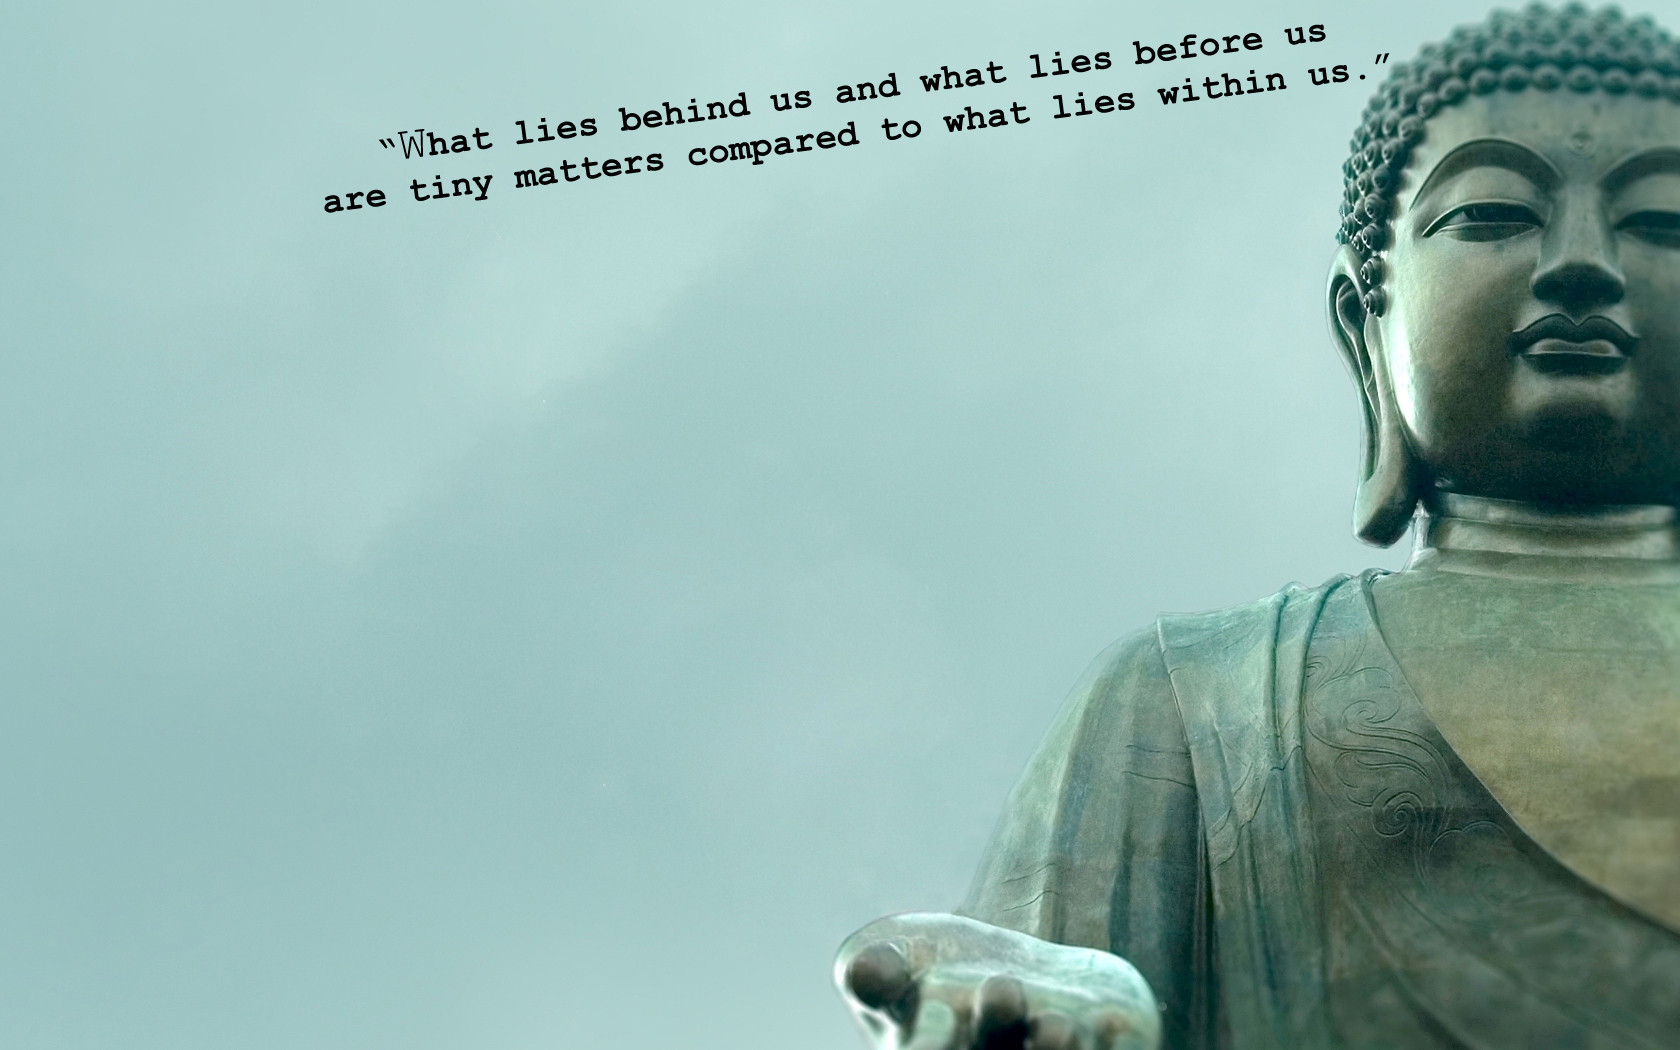 “What lies behind us and what lies before us
are tiny matters compared to what lies within us.”